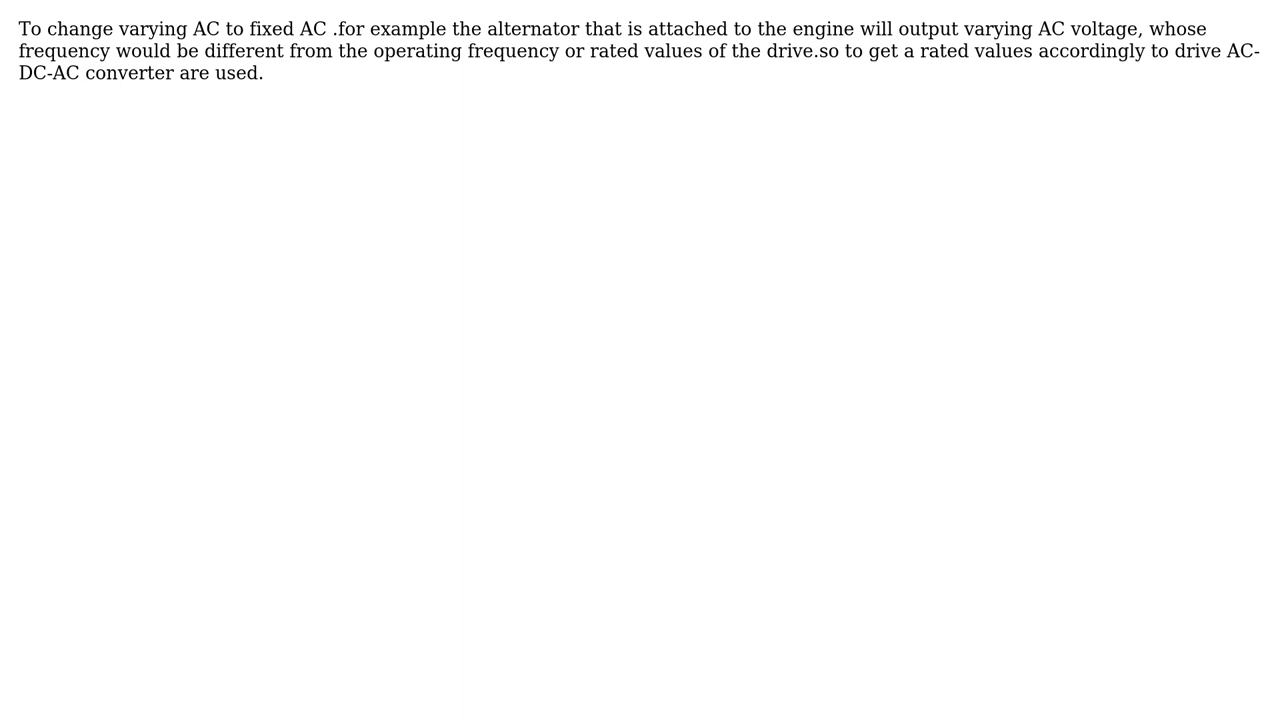 To change varying AC to fixed AC .for example the alternator that is attached to the engine will output varying AC voltage, whose
frequency would be different from the operating frequency or rated values of the drive.so to get a rated values accordingly to drive AC-
DC-AC converter are used.